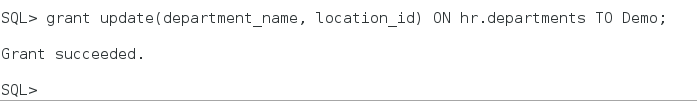 SQL> grant update(department_name, location_id) ON hr.departments TO Demo;
Grant succeeded.
SQL>